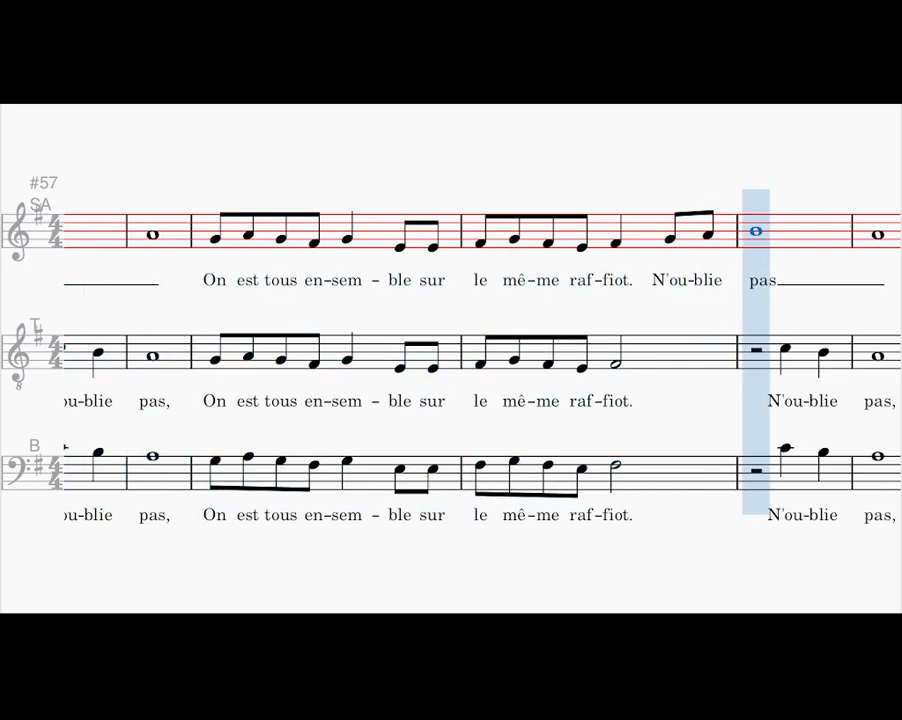 #57
SA
On est tous en-sem - ble sur le mê-me raf-fiot. N'ou-blie pas
T
8
ou-blie pas, On est tous en-sem - ble sur le mê-me raf-fiot. N'ou-blie pas,
B
ou-blie pas, On est tous en-sem - ble sur le mê-me raf-fiot. N'ou-blie pas,